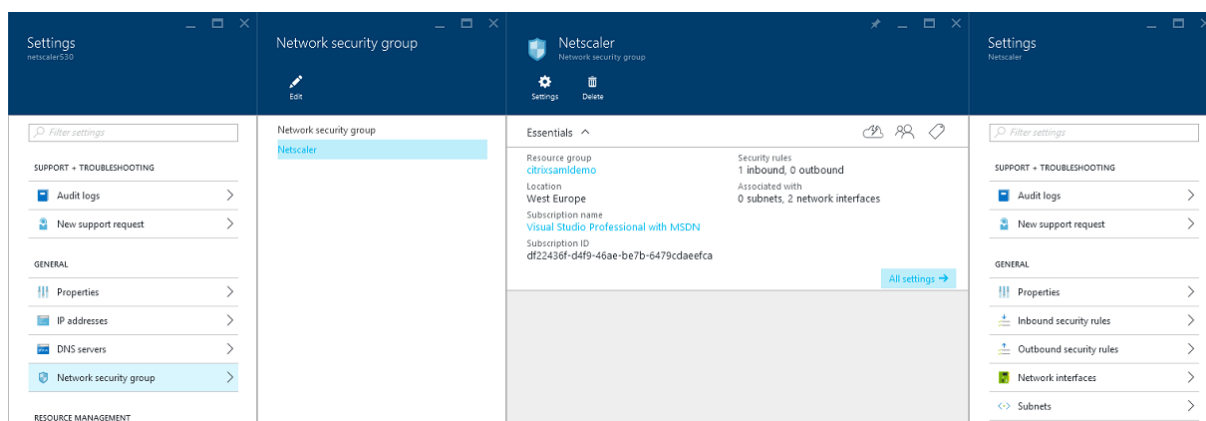 Settings
netscaler530
Filter settings
SUPPORT + TROUBLESHOOTING
Audit logs
New support request
GENERAL
Properties
IP addresses
DNS servers
Network security group
RESOURCE MANAGEMENT
Network security group
Edit
Network security group
Netscaler
Netscaler
Network security group
Settings
Delete
Essentials
Resource group
citrixsamldemo
Location
West Europe
Subscription name
Visual Studio Professional with MSDN
Subscription ID
df22436f-d4f9-46ae-be7b-6479cdaeefca
Security rules
1 inbound, 0 outbound
Associated with
0 subnets, 2 network interfaces
All settings
Settings
Netscaler
Filter settings
SUPPORT + TROUBLESHOOTING
Audit logs
New support request
GENERAL
Properties
Inbound security rules
Outbound security rules
Network interfaces
Subnets